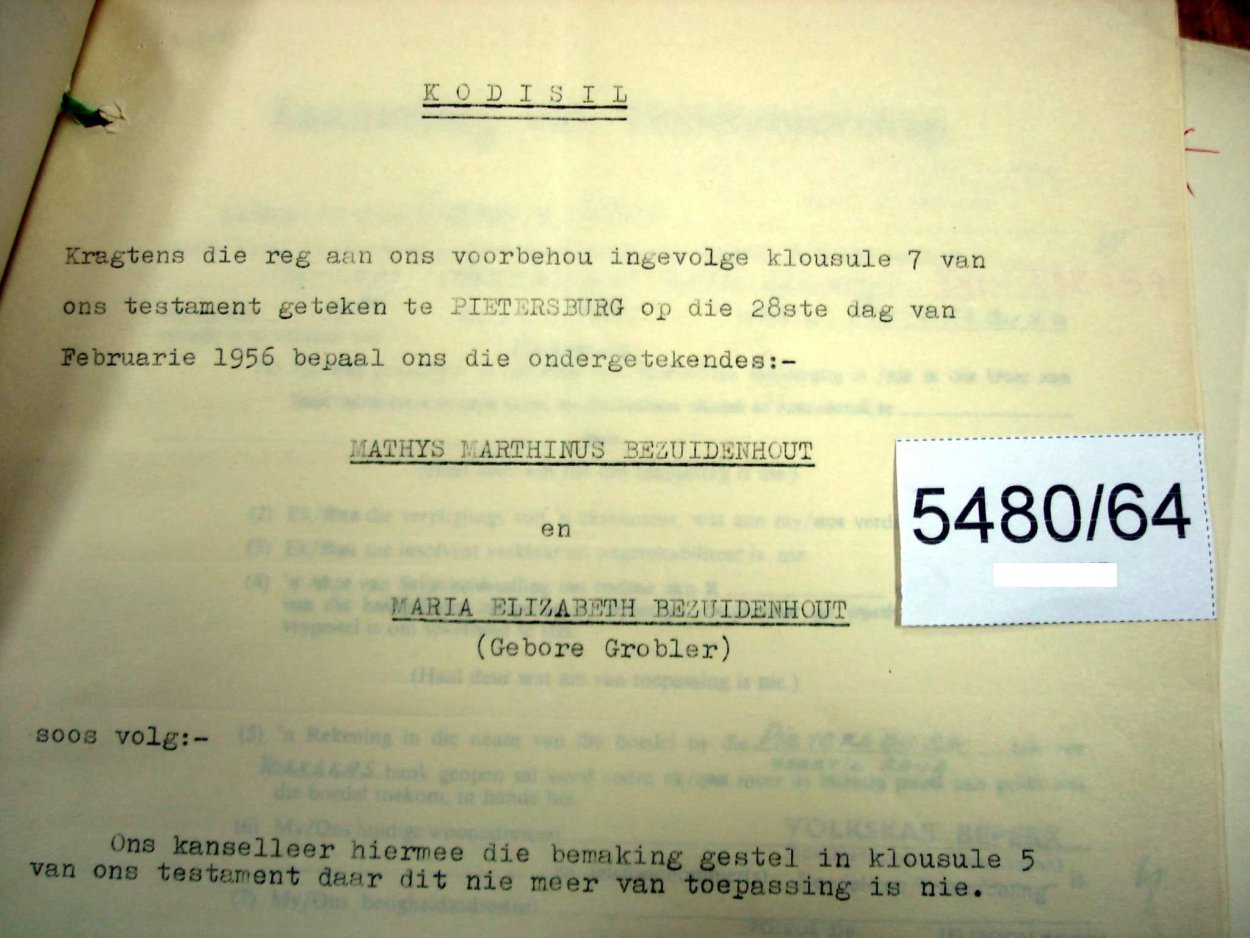 K O D I S I L
Kragtens die reg aan ons voorbehou ingevolge klousule 7 van
ons testament geteken te PIETERSBURG op die 28ste dag van
Februarie 1956 bepaal ons die ondergetekendes:-
MATHYS MARTHINUS BEZUIDENHOUT
en
5480/64
MARIA ELIZABETH BEZUIDENHOUT
(Gebore Grobler)
soos volg:-
Ons kanselleer hiermee die bemaking gestel in klousule 5
van ons testament daar dit nie meer van toepassing is nie.